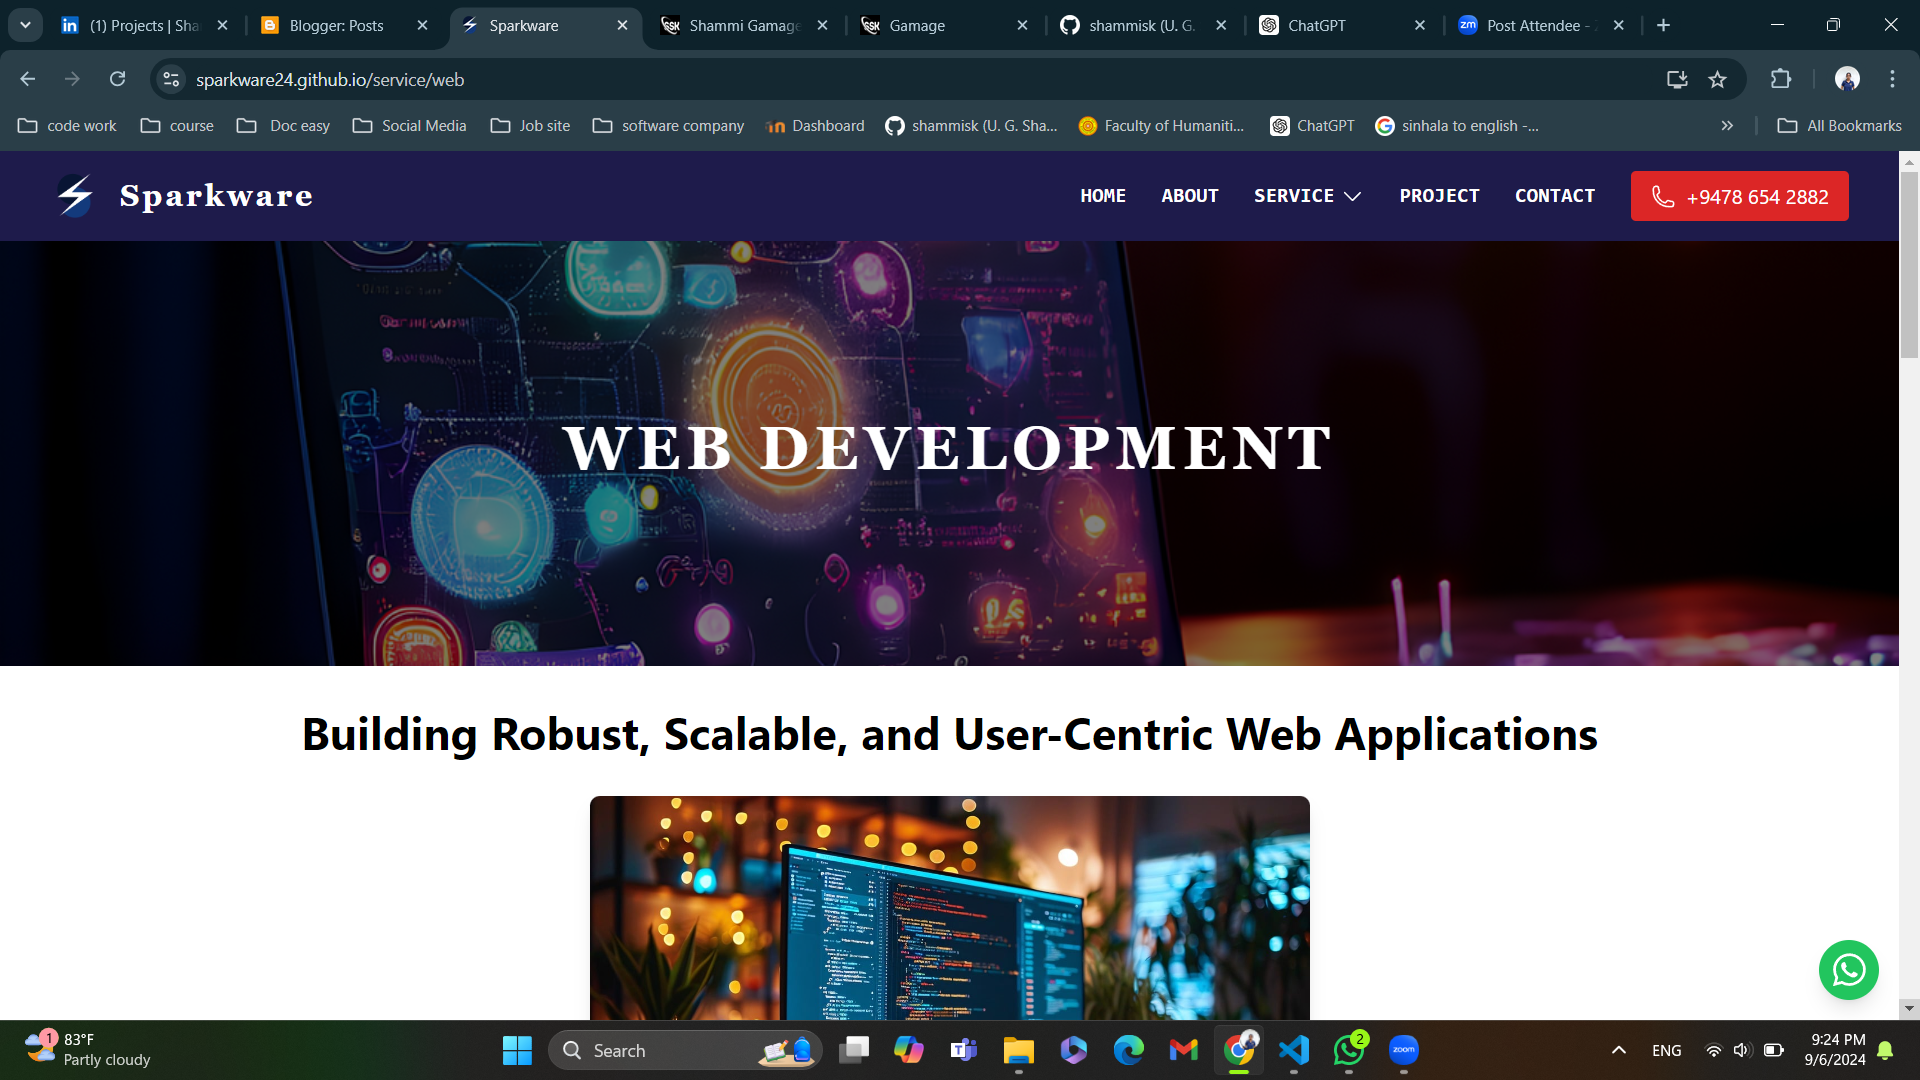 (1) Projects | Sha
Blogger: Posts
Sparkware
Shammi Gamage
Gamage
shammisk (U. G.
ChatGPT
Post Attendee -
sparkware24.github.io/service/web
code work
course
Doc easy
Social Media
Job site
software company
Dashboard
shammisk (U. G. Sha...
Faculty of Humaniti...
ChatGPT
sinhala to english -...
All Bookmarks
Sparkware
HOME
ABOUT
SERVICE
PROJECT
CONTACT
+9478 654 2882
WEB DEVELOPMENT
Building Robust, Scalable, and User-Centric Web Applications
1
83°F
Partly cloudy
Search
2
zoom
ENG
9:24 PM
9/6/2024